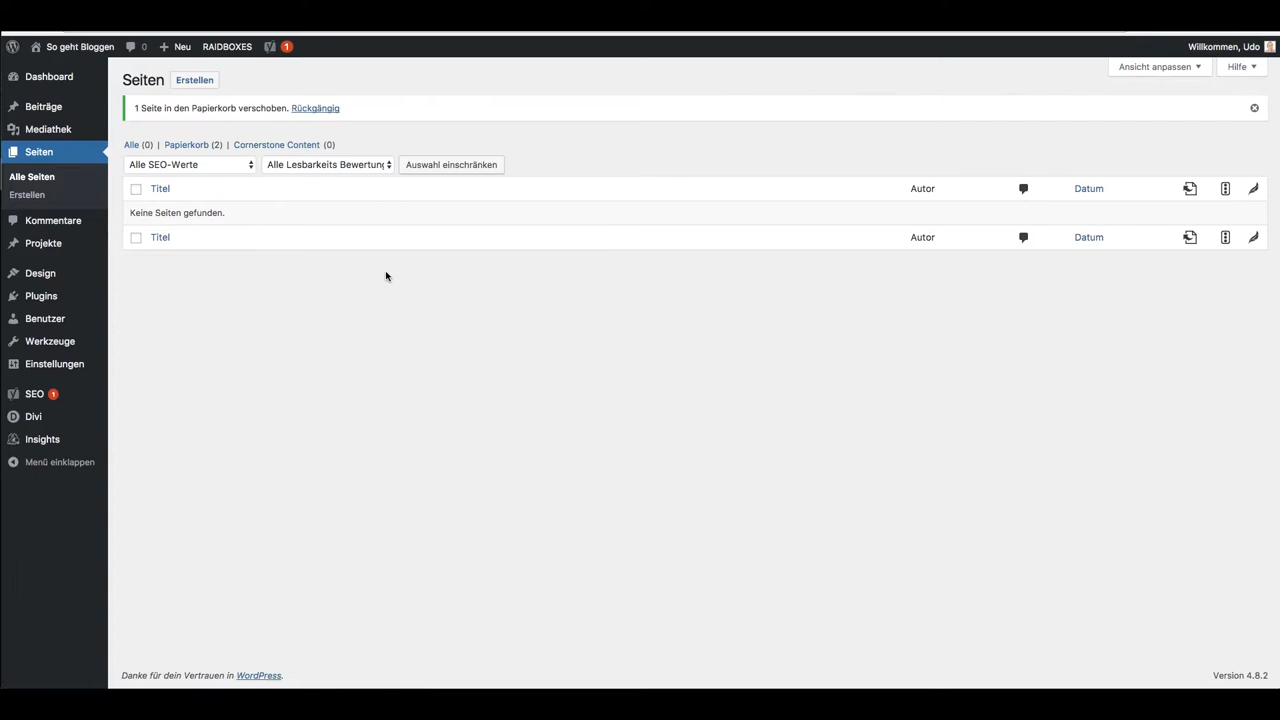 So geht Bloggen 0 Neu RAIDBOXES 1 Willkommen, Udo
Ansicht anpassen Hilfe
Dashboard
Beiträge
Mediathek
Seiten
Alle Seiten
Erstellen
Kommentare
Projekte
Design
Plugins
Benutzer
Werkzeuge
Einstellungen
SEO 1
Divi
Insights
Menü einklappen
Seiten Erstellen
1 Seite in den Papierkorb verschoben. Rückgängig
Alle (0) | Papierkorb (2) | Cornerstone Content (0)
Alle SEO-Werte Alle Lesbarkeits Bewertung Auswahl einschränken
Titel Autor Datum
Keine Seiten gefunden.
Titel Autor Datum
Danke für dein Vertrauen in WordPress. Version 4.8.2